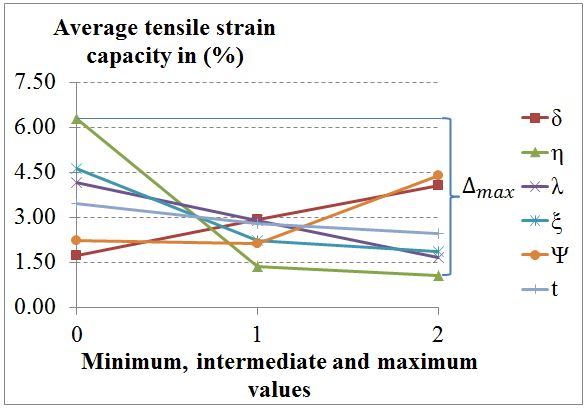 Average tensile strain
capacity in (%)
7.50
6.00
4.50
3.00
1.50
0.00
0 1 2
Minimum, intermediate and maximum
values
Δmax
δ
η
λ
ξ
Ψ
t